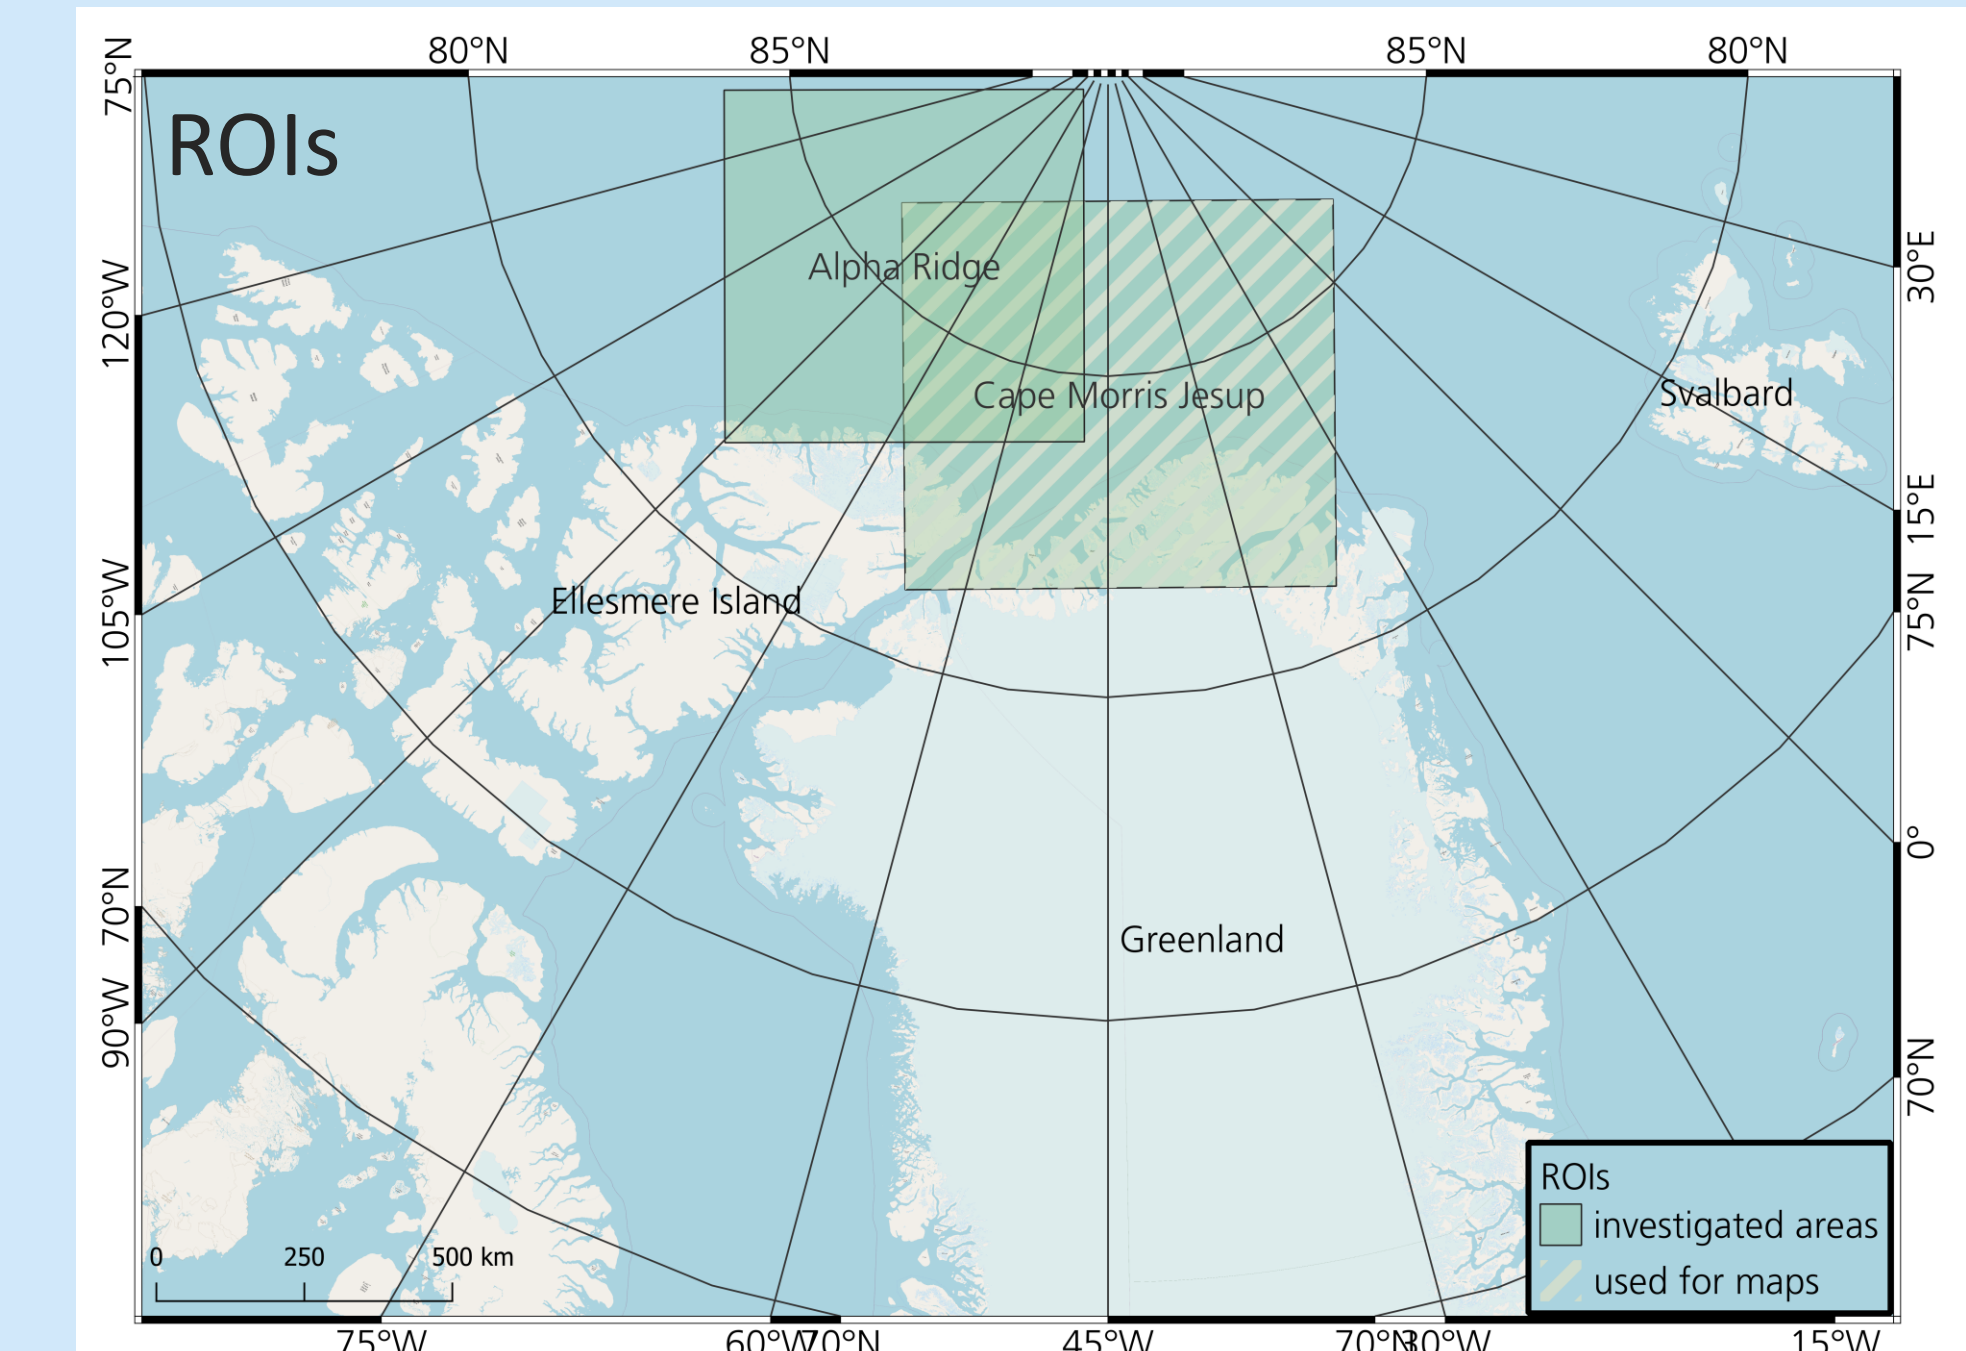 80°N
85°N
85°N
80°N
75°N
ROIs
Alpha Ridge
30°E
120°W
Cape Morris Jesup
Svalbard
15°E
105°W
Ellesmere Island
75°N
0°
70°N
Greenland
90°W
70°N
ROIs
investigated areas
used for maps
0 250 500 km
75°W
60°W
70°N
45°W
70°N
30°W
15°W